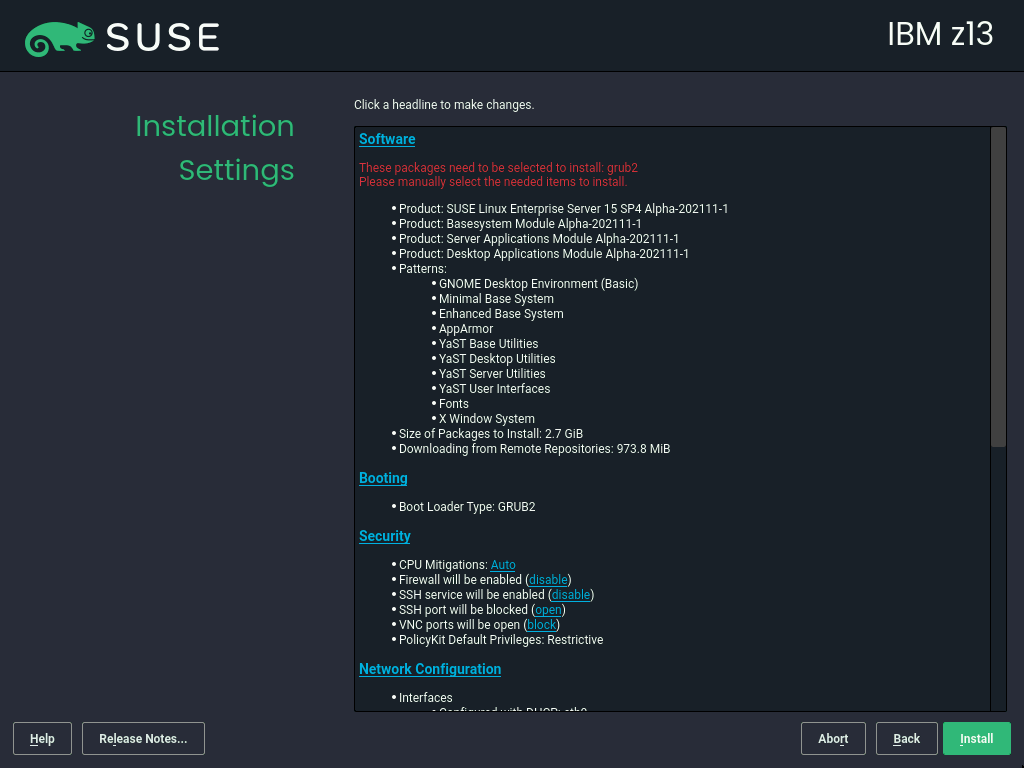 SUSE
IBM z13
Installation
Settings
Click a headline to make changes.
Software
These packages need to be selected to install: grub2
Please manually select the needed items to install.
• Product: SUSE Linux Enterprise Server 15 SP4 Alpha-202111-1
• Product: Basesystem Module Alpha-202111-1
• Product: Server Applications Module Alpha-202111-1
• Product: Desktop Applications Module Alpha-202111-1
• Patterns:
• GNOME Desktop Environment (Basic)
• Minimal Base System
• Enhanced Base System
• AppArmor
• YaST Base Utilities
• YaST Desktop Utilities
• YaST Server Utilities
• YaST User Interfaces
• Fonts
• X Window System
• Size of Packages to Install: 2.7 GiB
• Downloading from Remote Repositories: 973.8 MiB
Booting
• Boot Loader Type: GRUB2
Security
• CPU Mitigations: Auto
• Firewall will be enabled (disable)
• SSH service will be enabled (disable)
• SSH port will be blocked (open)
• VNC ports will be open (block)
• PolicyKit Default Privileges: Restrictive
Network Configuration
• Interfaces
• Configured with DHCP: eth0
Help
Release Notes...
Abort
Back
Install